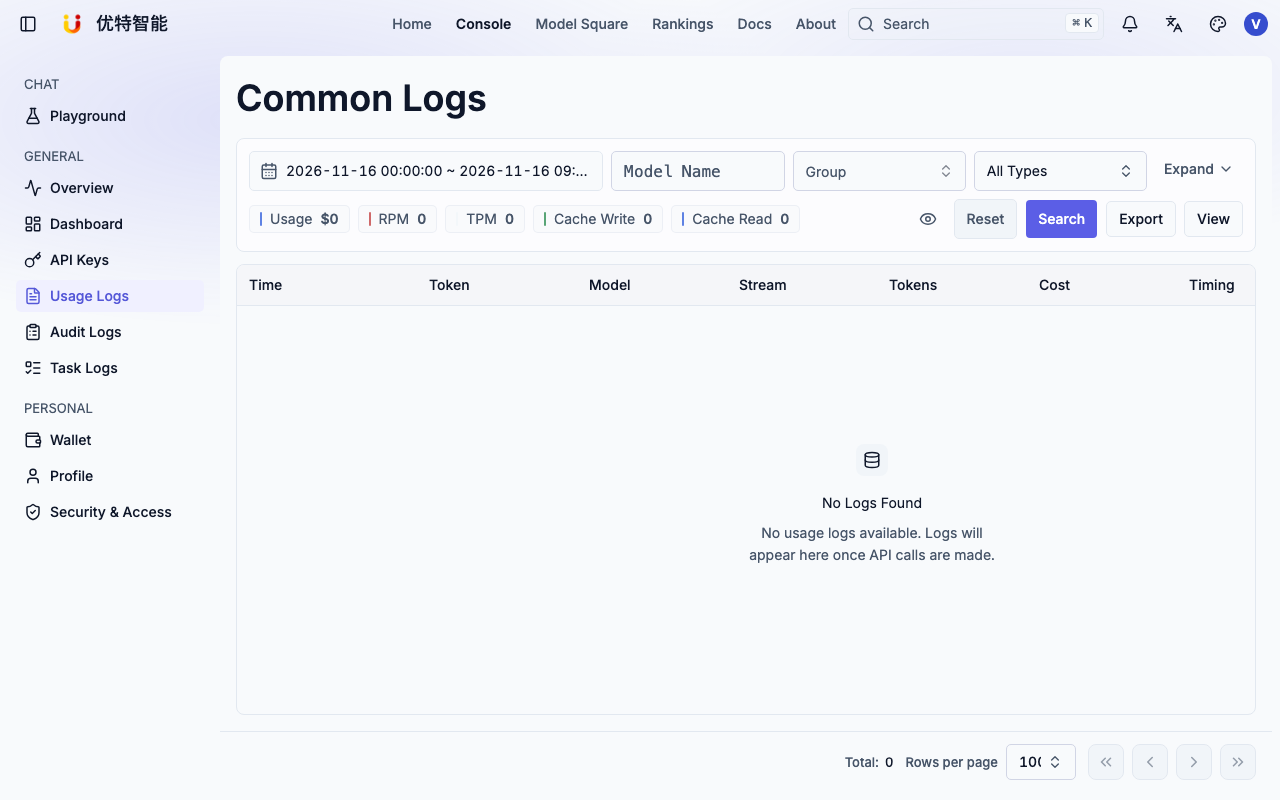 优特智能
Home
Console
Model Square
Rankings
Docs
About
Search
⌘ K
V
CHAT
Playground
GENERAL
Overview
Dashboard
API Keys
Usage Logs
Audit Logs
Task Logs
PERSONAL
Wallet
Profile
Security & Access
Common Logs
2026-11-16 00:00:00 ~ 2026-11-16 09:...
Model Name
Group
All Types
Expand
Usage $0
RPM 0
TPM 0
Cache Write 0
Cache Read 0
Reset
Search
Export
View
Time
Token
Model
Stream
Tokens
Cost
Timing
No Logs Found
No usage logs available. Logs will
appear here once API calls are made.
Total: 0
Rows per page
100